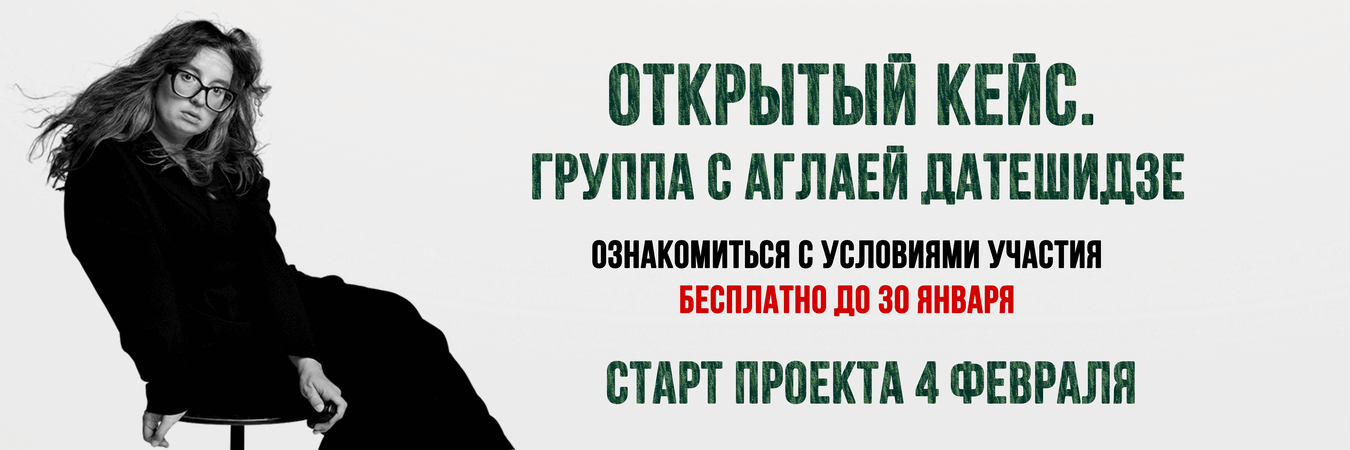 ОТКРЫТЫЙ КЕЙС.
ГРУППА С АГЛАЕЙ ДАТЕШИДЗЕ
ОЗНАКОМИТЬСЯ С УСЛОВИЯМИ УЧАСТИЯ
БЕСПЛАТНО ДО 30 ЯНВАРЯ
СТАРТ ПРОЕКТА 4 ФЕВРАЛЯ